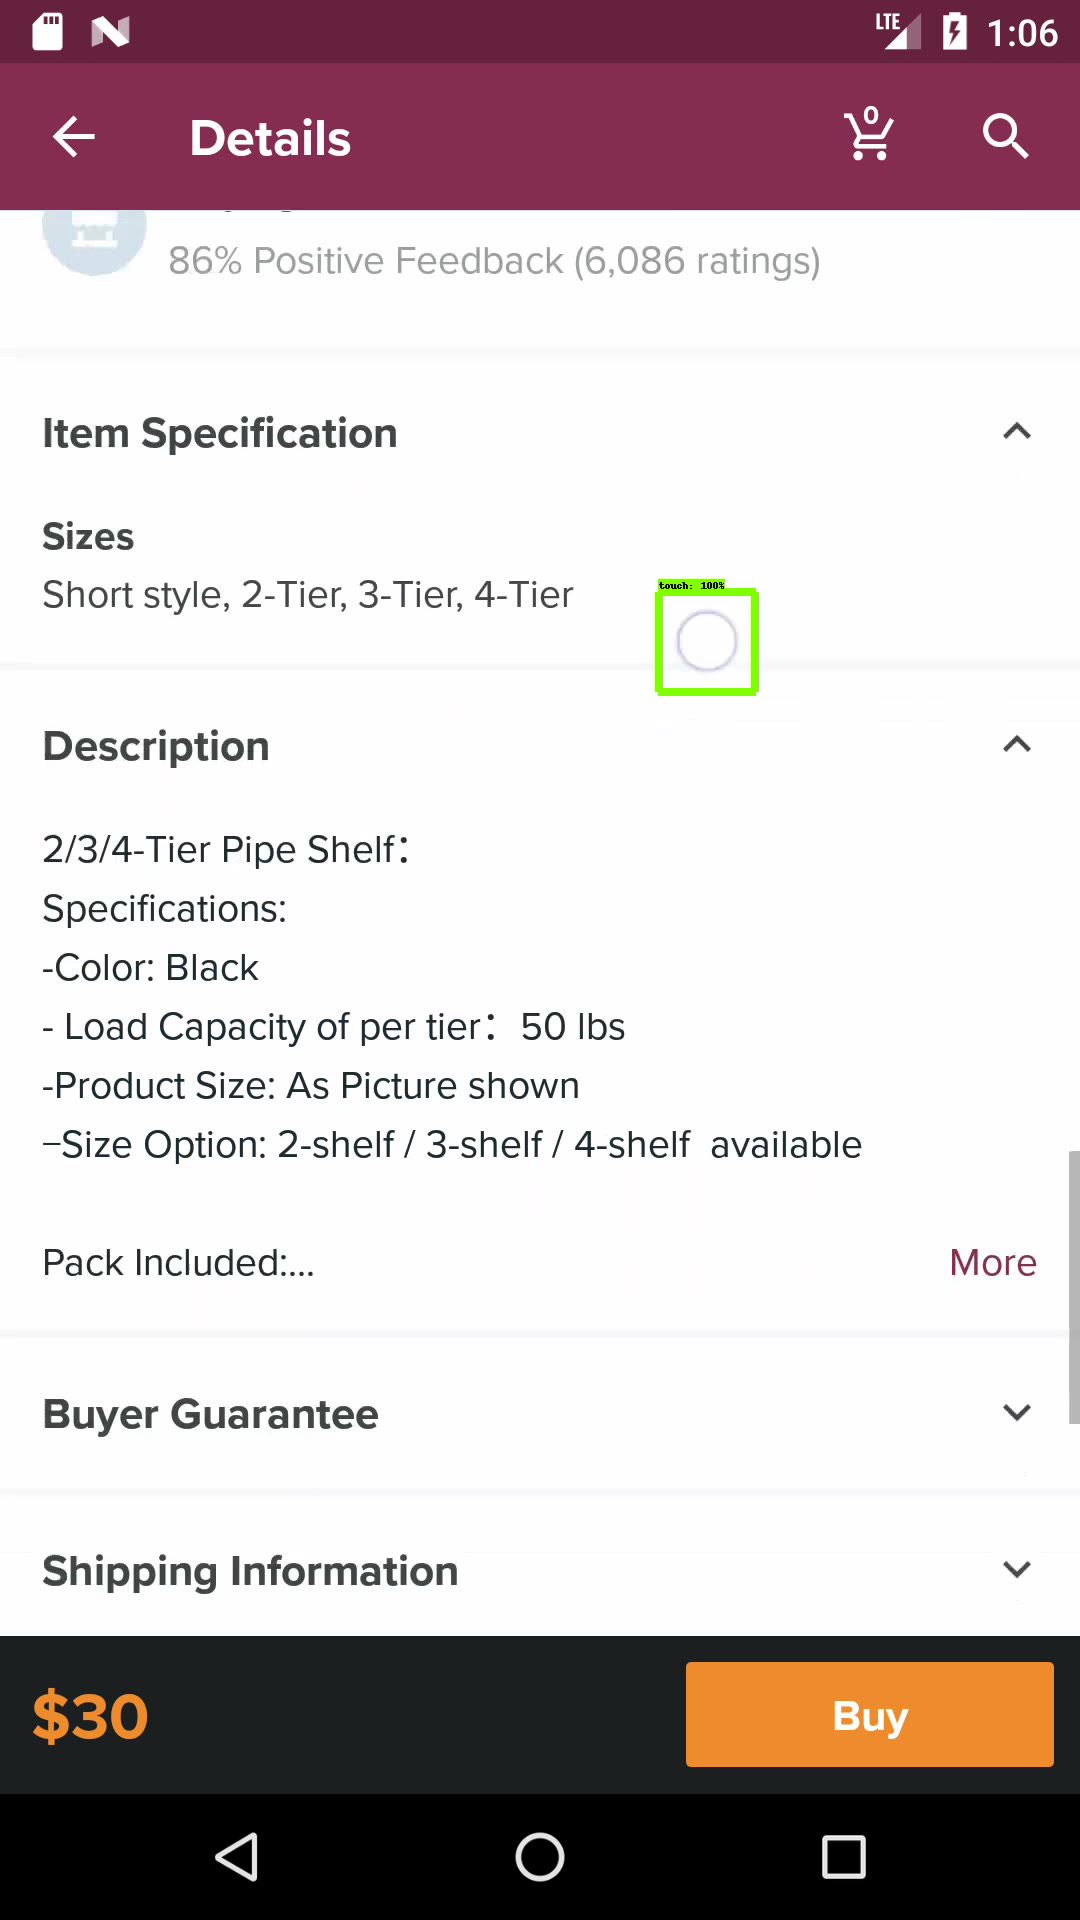 LTE 1:06
Details 0
86% Positive Feedback (6,086 ratings)
Item Specification
Sizes
Short style, 2-Tier, 3-Tier, 4-Tier
touch: 100%
Description
2/3/4-Tier Pipe Shelf：
Specifications:
-Color: Black
- Load Capacity of per tier：50 lbs
-Product Size: As Picture shown
–Size Option: 2-shelf / 3-shelf / 4-shelf  available
Pack Included:... More
Buyer Guarantee
Shipping Information
$30 Buy